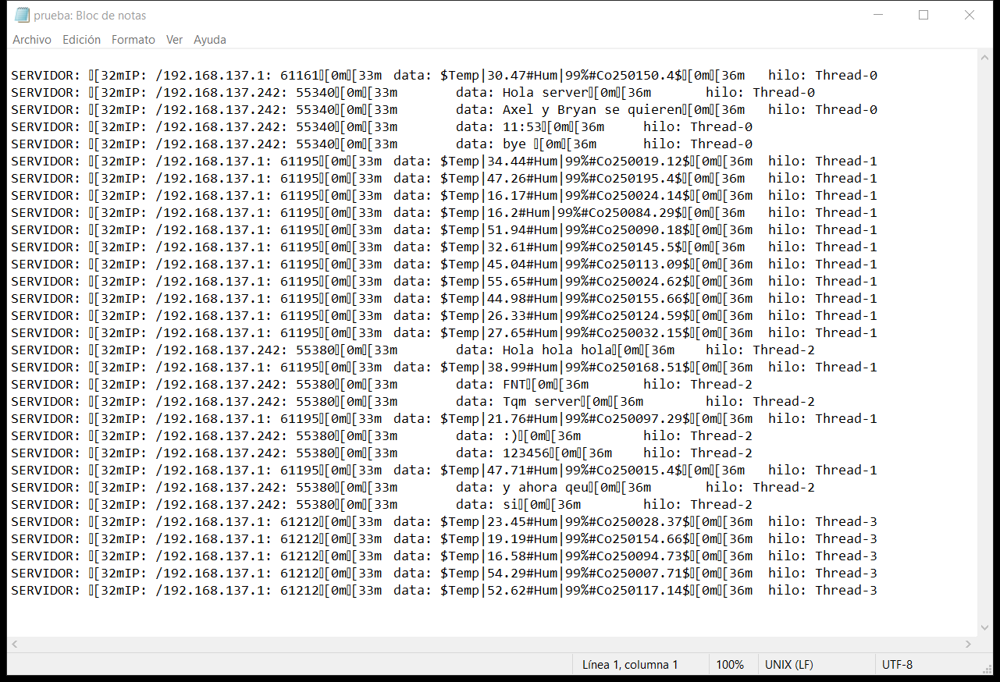 prueba: Bloc de notas
Archivo Edición Formato Ver Ayuda
SERVIDOR: ▯[32mIP: /192.168.137.1: 61161▯[0m▯[33m data: $Temp|30.47#Hum|99%#Co250150.4$▯[0m▯[36m hilo: Thread-0
SERVIDOR: ▯[32mIP: /192.168.137.242: 55340▯[0m▯[33m data: Hola server▯[0m▯[36m hilo: Thread-0
SERVIDOR: ▯[32mIP: /192.168.137.242: 55340▯[0m▯[33m data: Axel y Bryan se quieren▯[0m▯[36m hilo: Thread-0
SERVIDOR: ▯[32mIP: /192.168.137.242: 55340▯[0m▯[33m data: 11:53▯[0m▯[36m hilo: Thread-0
SERVIDOR: ▯[32mIP: /192.168.137.242: 55340▯[0m▯[33m data: bye ▯[0m▯[36m hilo: Thread-0
SERVIDOR: ▯[32mIP: /192.168.137.1: 61195▯[0m▯[33m data: $Temp|34.44#Hum|99%#Co250019.12$▯[0m▯[36m hilo: Thread-1
SERVIDOR: ▯[32mIP: /192.168.137.1: 61195▯[0m▯[33m data: $Temp|47.26#Hum|99%#Co250195.4$▯[0m▯[36m hilo: Thread-1
SERVIDOR: ▯[32mIP: /192.168.137.1: 61195▯[0m▯[33m data: $Temp|16.17#Hum|99%#Co250024.14$▯[0m▯[36m hilo: Thread-1
SERVIDOR: ▯[32mIP: /192.168.137.1: 61195▯[0m▯[33m data: $Temp|16.2#Hum|99%#Co250084.29$▯[0m▯[36m hilo: Thread-1
SERVIDOR: ▯[32mIP: /192.168.137.1: 61195▯[0m▯[33m data: $Temp|51.94#Hum|99%#Co250090.18$▯[0m▯[36m hilo: Thread-1
SERVIDOR: ▯[32mIP: /192.168.137.1: 61195▯[0m▯[33m data: $Temp|32.61#Hum|99%#Co250145.5$▯[0m▯[36m hilo: Thread-1
SERVIDOR: ▯[32mIP: /192.168.137.1: 61195▯[0m▯[33m data: $Temp|45.04#Hum|99%#Co250113.09$▯[0m▯[36m hilo: Thread-1
SERVIDOR: ▯[32mIP: /192.168.137.1: 61195▯[0m▯[33m data: $Temp|55.65#Hum|99%#Co250024.62$▯[0m▯[36m hilo: Thread-1
SERVIDOR: ▯[32mIP: /192.168.137.1: 61195▯[0m▯[33m data: $Temp|44.98#Hum|99%#Co250155.66$▯[0m▯[36m hilo: Thread-1
SERVIDOR: ▯[32mIP: /192.168.137.1: 61195▯[0m▯[33m data: $Temp|26.33#Hum|99%#Co250124.59$▯[0m▯[36m hilo: Thread-1
SERVIDOR: ▯[32mIP: /192.168.137.1: 61195▯[0m▯[33m data: $Temp|27.65#Hum|99%#Co250032.15$▯[0m▯[36m hilo: Thread-1
SERVIDOR: ▯[32mIP: /192.168.137.242: 55380▯[0m▯[33m data: Hola hola hola▯[0m▯[36m hilo: Thread-2
SERVIDOR: ▯[32mIP: /192.168.137.1: 61195▯[0m▯[33m data: $Temp|38.99#Hum|99%#Co250168.51$▯[0m▯[36m hilo: Thread-1
SERVIDOR: ▯[32mIP: /192.168.137.242: 55380▯[0m▯[33m data: FNT▯[0m▯[36m hilo: Thread-2
SERVIDOR: ▯[32mIP: /192.168.137.242: 55380▯[0m▯[33m data: Tqm server▯[0m▯[36m hilo: Thread-2
SERVIDOR: ▯[32mIP: /192.168.137.1: 61195▯[0m▯[33m data: $Temp|21.76#Hum|99%#Co250097.29$▯[0m▯[36m hilo: Thread-1
SERVIDOR: ▯[32mIP: /192.168.137.242: 55380▯[0m▯[33m data: :)▯[0m▯[36m hilo: Thread-2
SERVIDOR: ▯[32mIP: /192.168.137.242: 55380▯[0m▯[33m data: 123456▯[0m▯[36m hilo: Thread-2
SERVIDOR: ▯[32mIP: /192.168.137.1: 61195▯[0m▯[33m data: $Temp|47.71#Hum|99%#Co250015.4$▯[0m▯[36m hilo: Thread-1
SERVIDOR: ▯[32mIP: /192.168.137.242: 55380▯[0m▯[33m data: y ahora qeu▯[0m▯[36m hilo: Thread-2
SERVIDOR: ▯[32mIP: /192.168.137.242: 55380▯[0m▯[33m data: si▯[0m▯[36m hilo: Thread-2
SERVIDOR: ▯[32mIP: /192.168.137.1: 61212▯[0m▯[33m data: $Temp|23.45#Hum|99%#Co250028.37$▯[0m▯[36m hilo: Thread-3
SERVIDOR: ▯[32mIP: /192.168.137.1: 61212▯[0m▯[33m data: $Temp|19.19#Hum|99%#Co250154.66$▯[0m▯[36m hilo: Thread-3
SERVIDOR: ▯[32mIP: /192.168.137.1: 61212▯[0m▯[33m data: $Temp|16.58#Hum|99%#Co250094.73$▯[0m▯[36m hilo: Thread-3
SERVIDOR: ▯[32mIP: /192.168.137.1: 61212▯[0m▯[33m data: $Temp|54.29#Hum|99%#Co250007.71$▯[0m▯[36m hilo: Thread-3
SERVIDOR: ▯[32mIP: /192.168.137.1: 61212▯[0m▯[33m data: $Temp|52.62#Hum|99%#Co250117.14$▯[0m▯[36m hilo: Thread-3
Línea 1, columna 1 100% UNIX (LF) UTF-8